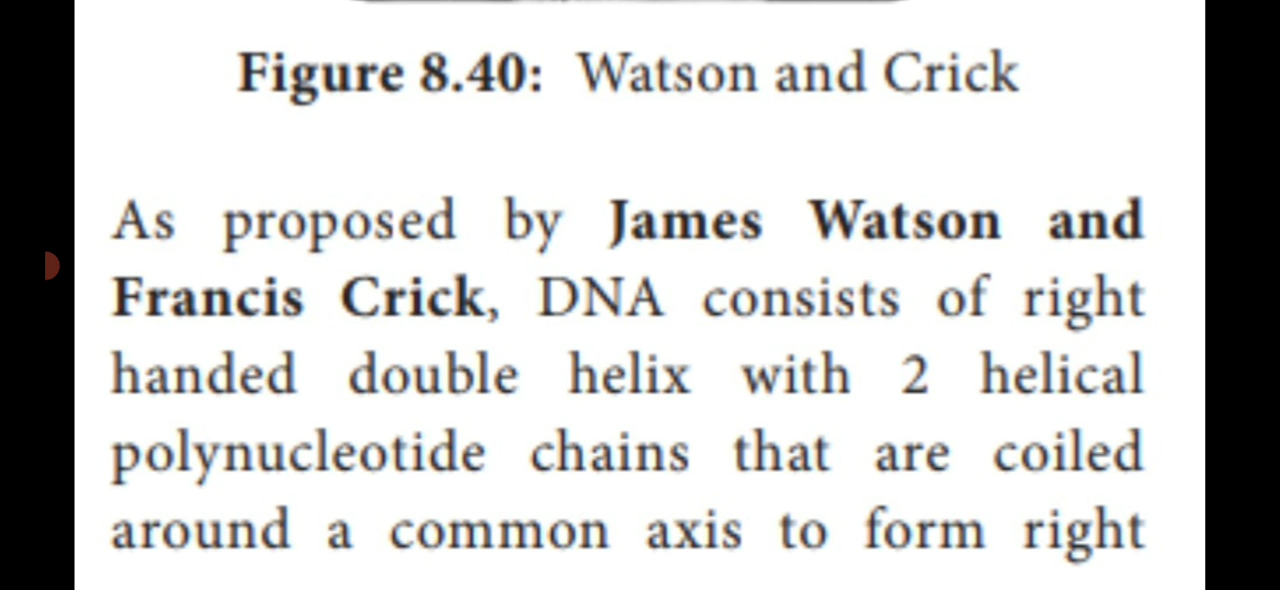 Figure 8.40: Watson and Crick
As proposed by James Watson and
Francis Crick, DNA consists of right
handed double helix with 2 helical
polynucleotide chains that are coiled
around a common axis to form right